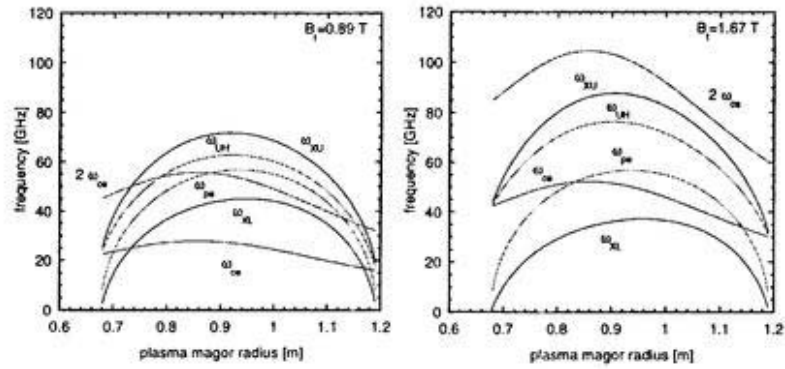 B_t=0.89 T
120
100
80
60
40
20
0
frequency [GHz]
ω_XU
ω_UH
2 ω_ce
ω_pe
ω_XL
ω_ce
0.6 0.7 0.8 0.9 1 1.1 1.2
plasma magor radius [m]
B_t=1.67 T
120
100
80
60
40
20
0
frequency [GHz]
ω_XU
2 ω_ce
ω_UH
ω_ce
ω_pe
ω_XL
0.6 0.7 0.8 0.9 1 1.1 1.2
plasma magor radius [m]